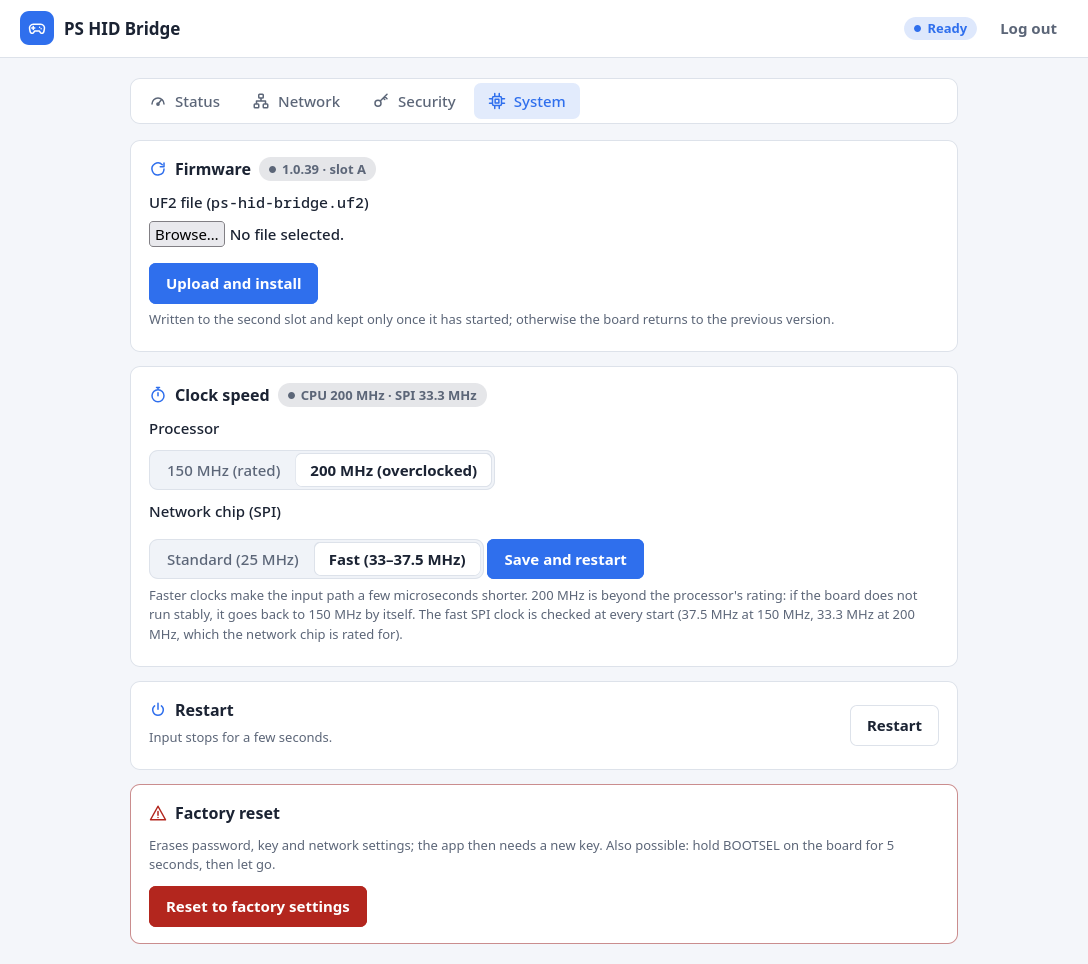 PS HID Bridge
Ready
Log out
Status
Network
Security
System
Firmware
1.0.39 · slot A
UF2 file (ps-hid-bridge.uf2)
Browse... No file selected.
Upload and install
Written to the second slot and kept only once it has started; otherwise the board returns to the previous version.
Clock speed
CPU 200 MHz · SPI 33.3 MHz
Processor
150 MHz (rated)
200 MHz (overclocked)
Network chip (SPI)
Standard (25 MHz)
Fast (33–37.5 MHz)
Save and restart
Faster clocks make the input path a few microseconds shorter. 200 MHz is beyond the processor's rating: if the board does not
run stably, it goes back to 150 MHz by itself. The fast SPI clock is checked at every start (37.5 MHz at 150 MHz, 33.3 MHz at 200
MHz, which the network chip is rated for).
Restart
Input stops for a few seconds.
Restart
Factory reset
Erases password, key and network settings; the app then needs a new key. Also possible: hold BOOTSEL on the board for 5
seconds, then let go.
Reset to factory settings